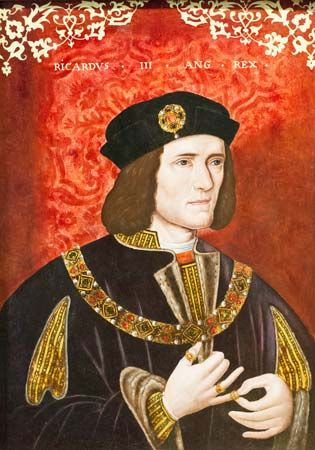 RICARDVS · III · ANG · REX ·